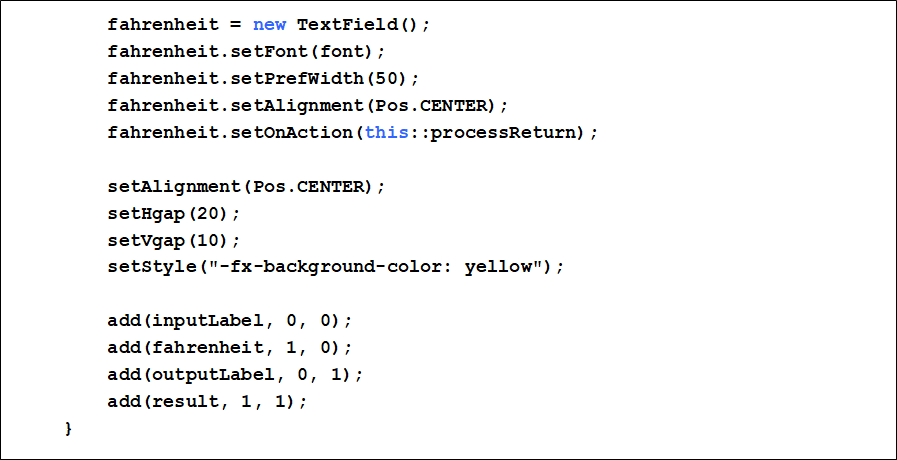 fahrenheit = new TextField();
fahrenheit.setFont(font);
fahrenheit.setPrefWidth(50);
fahrenheit.setAlignment(Pos.CENTER);
fahrenheit.setOnAction(this::processReturn);
setAlignment(Pos.CENTER);
setHgap(20);
setVgap(10);
setStyle("-fx-background-color: yellow");
add(inputLabel, 0, 0);
add(fahrenheit, 1, 0);
add(outputLabel, 0, 1);
add(result, 1, 1);
}